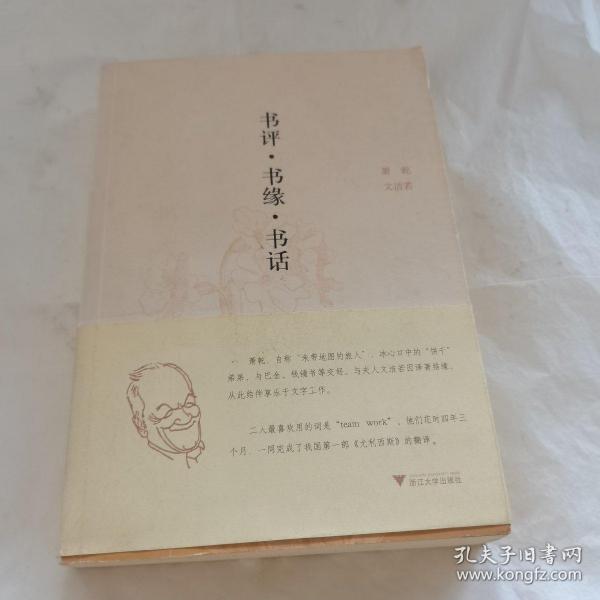 书评·书缘·书话
萧 乾
文洁若
萧乾,自称“未带地图的旅人”,冰心口中的“饼干”
弟弟,与巴金、钱锺书等交好。与夫人文洁若因译著结缘,
从此结伴享乐于文字工作。
二人最喜欢用的词是“team work”,他们花时四年三
个月,一同完成了我国第一部《尤利西斯》的翻译。
浙江大学出版社
孔夫子旧书网
www.kongfz.com